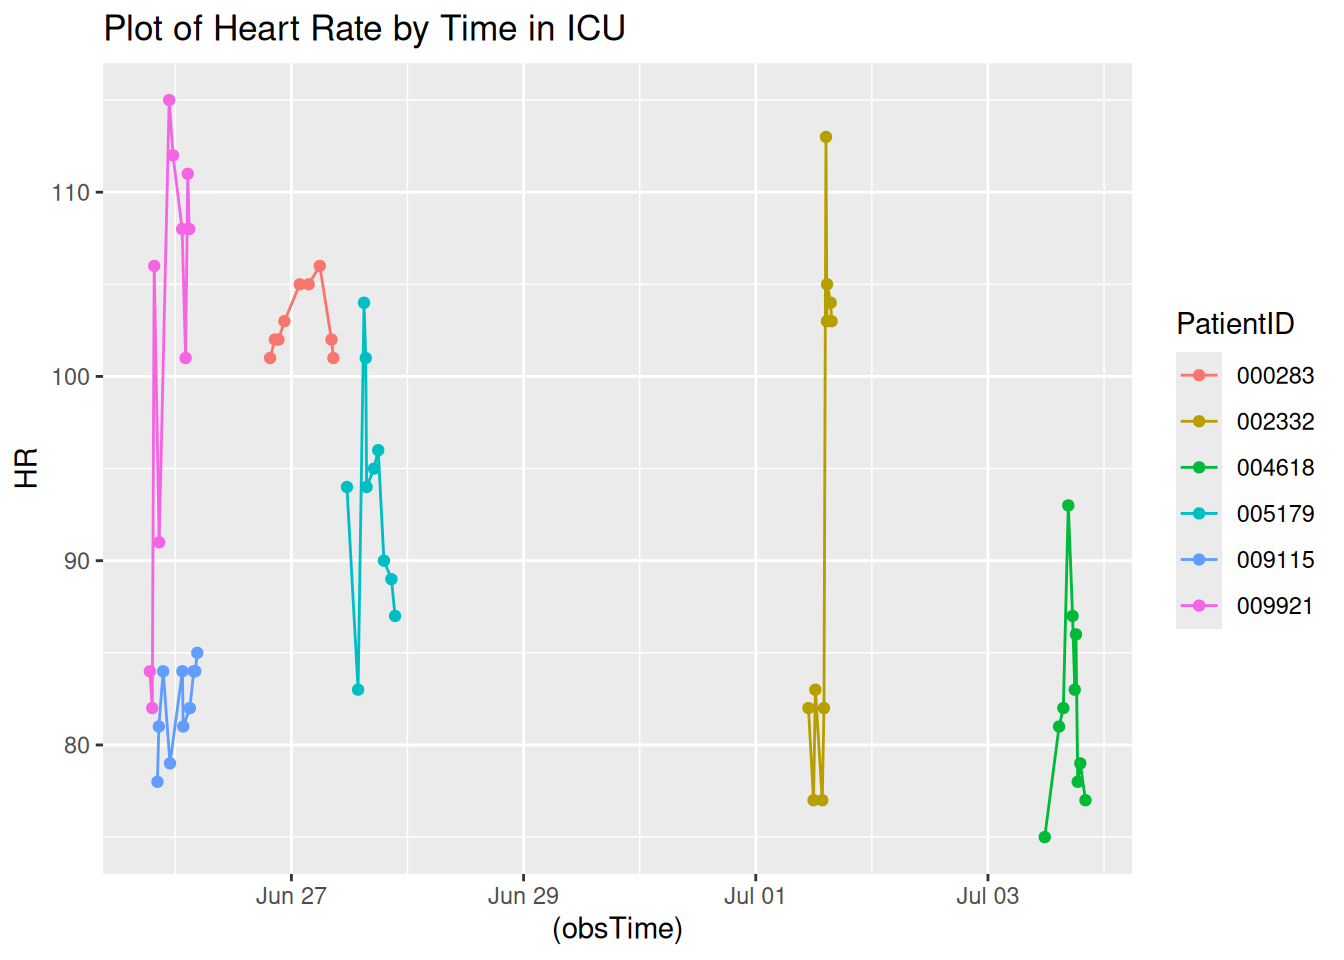 Plot of Heart Rate by Time in ICU
110
100
90
80
HR
Jun 27
Jun 29
Jul 01
Jul 03
(obsTime)
PatientID
000283
002332
004618
005179
009115
009921